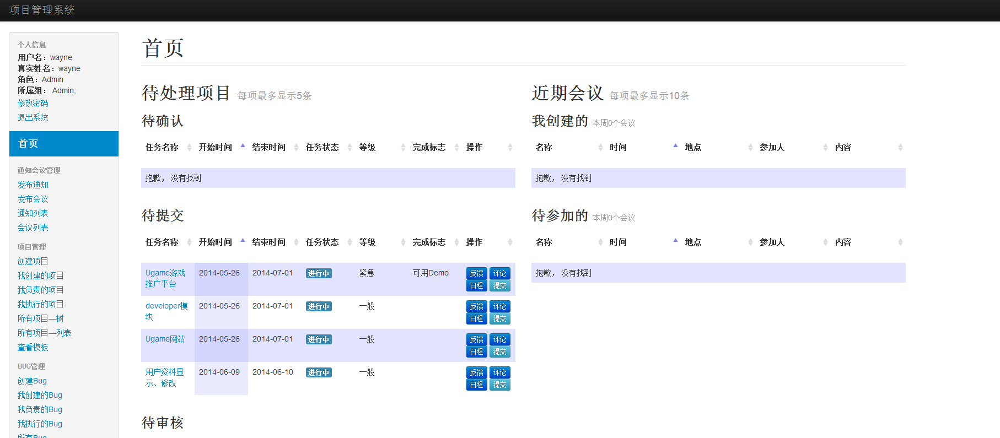 项目管理系统
个人信息
用户名：wayne
真实姓名：wayne
角色：Admin
所属组： Admin;
修改密码
退出系统
首页
通知会议管理
发布通知
发布会议
通知列表
会议列表
项目管理
创建项目
我创建的项目
我负责的项目
我执行的项目
所有项目—树
所有项目—列表
查看模板
BUG管理
创建Bug
我创建的Bug
我负责的Bug
我执行的Bug
所有Bug
首页
待处理项目 每项最多显示5条
待确认
任务名称 开始时间 结束时间 任务状态 等级 完成标志 操作
抱歉， 没有找到
待提交
任务名称 开始时间 结束时间 任务状态 等级 完成标志 操作
Ugame游戏 2014-05-26 2014-07-01 进行中 紧急 可用Demo 反馈 评论
推广平台 日程 提交
developer模 2014-05-26 2014-07-01 进行中 一般 反馈 评论
块 日程 提交
Ugame网站 2014-05-26 2014-07-01 进行中 一般 反馈 评论
日程 提交
用户资料显 2014-06-09 2014-06-10 进行中 一般 反馈 评论
示、修改 日程 提交
待审核
近期会议 每项最多显示10条
我创建的 本周0个会议
名称 时间 地点 参加人 内容
抱歉， 没有找到
待参加的 本周0个会议
名称 时间 地点 参加人 内容
抱歉， 没有找到